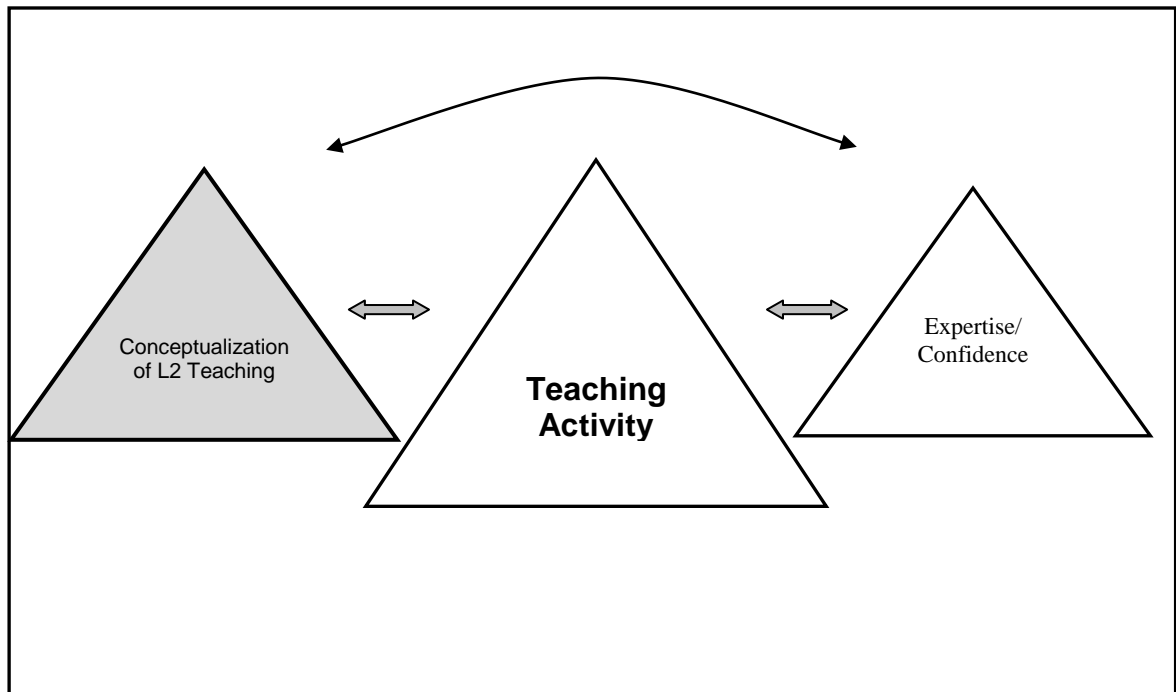 Conceptualization
of L2 Teaching
Teaching
Activity
Expertise/
Confidence